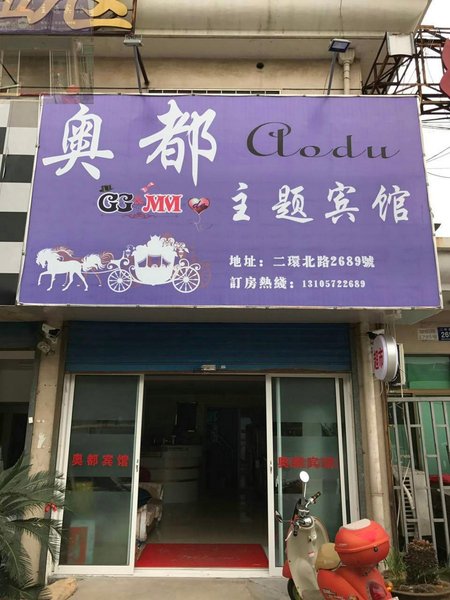 奥都 Aodu
GG+MM 主题宾馆
地址：二環北路2689號
訂房熱綫：13105722689
奥都宾馆
奥都宾馆